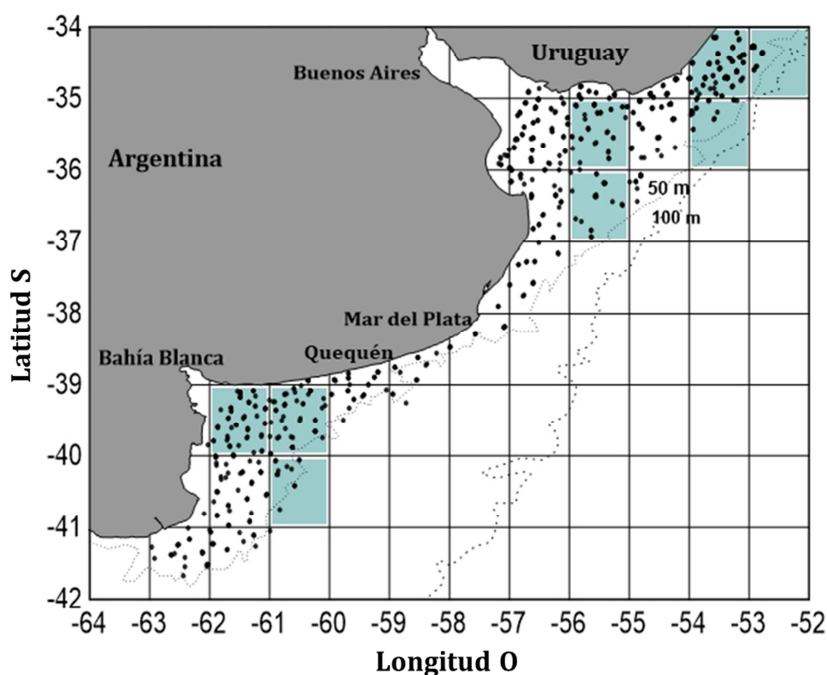 -34
-35
-36
-37
-38
-39
-40
-41
-42
Latitud S
Uruguay
Buenos Aires
Argentina
50 m
100 m
Mar del Plata
Bahía Blanca
Quequén
-64 -63 -62 -61 -60 -59 -58 -57 -56 -55 -54 -53 -52
Longitud O